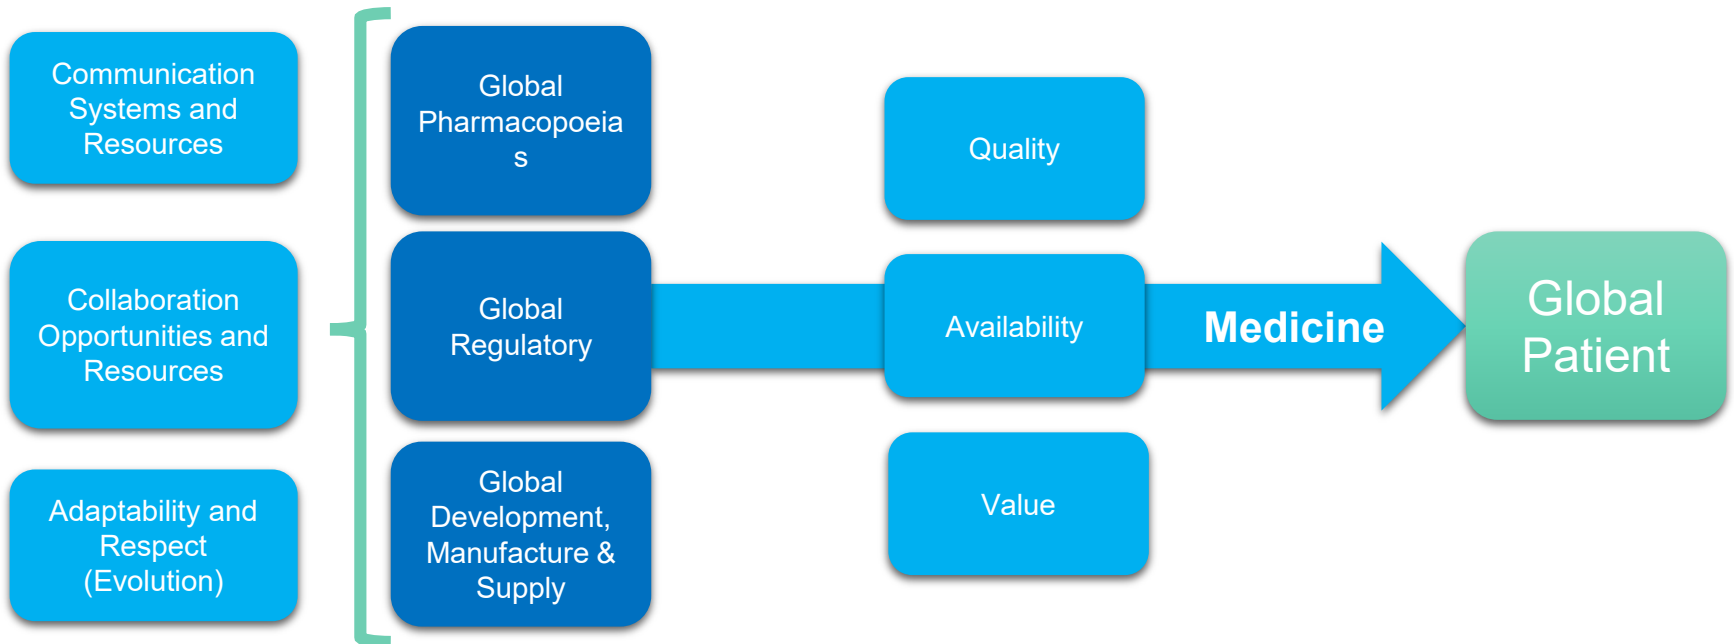 Communication
Systems and
Resources
Collaboration
Opportunities and
Resources
Adaptability and
Respect
(Evolution)
Global
Pharmacopoeia
s
Global
Regulatory
Global
Development,
Manufacture &
Supply
Quality
Availability
Value
Medicine
Global
Patient